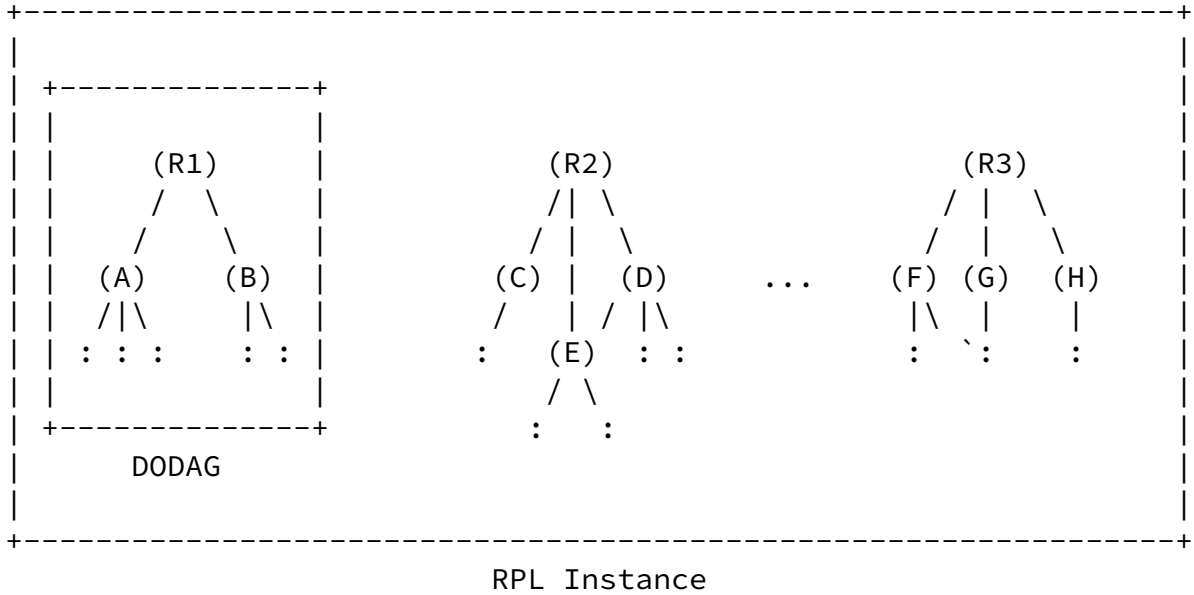 (R1) (R2) (R3)
(A) (B) (C) (D) ... (F) (G) (H)
: : : : : : (E) : : : `: :
: :
DODAG
RPL Instance